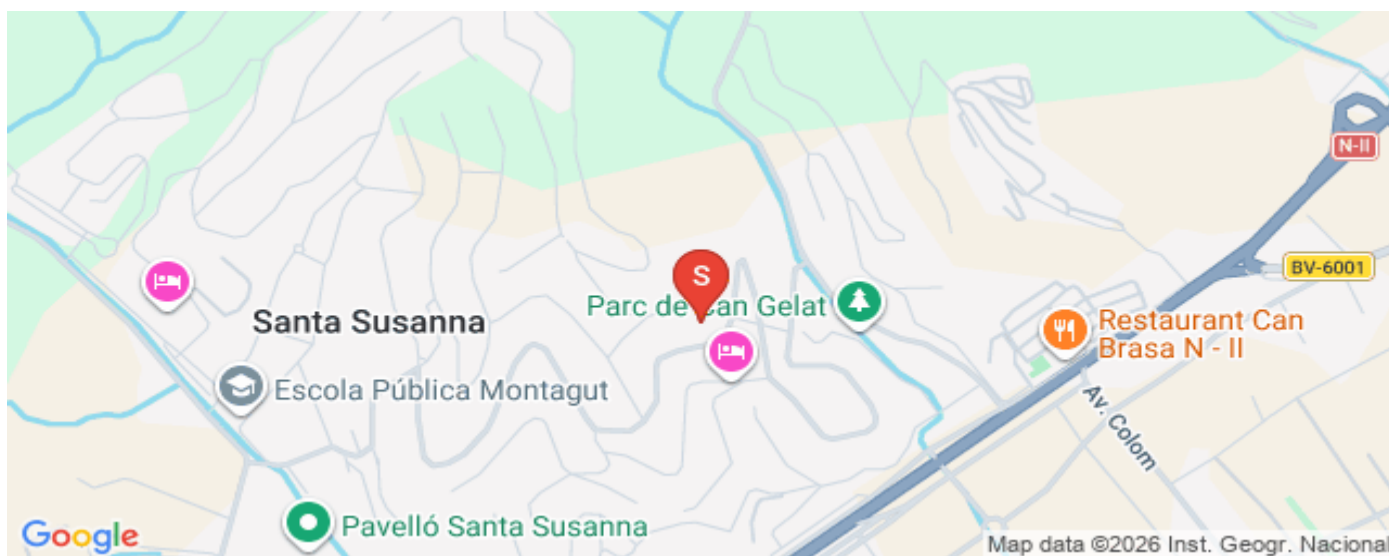 N-II
BV-6001
S
Santa Susanna
Parc de Can Gelat
Restaurant Can
Brasa N - II
Escola Pública Montagut
Av. Colom
Pavelló Santa Susanna
Google
Map data ©2026 Inst. Geogr. Nacional